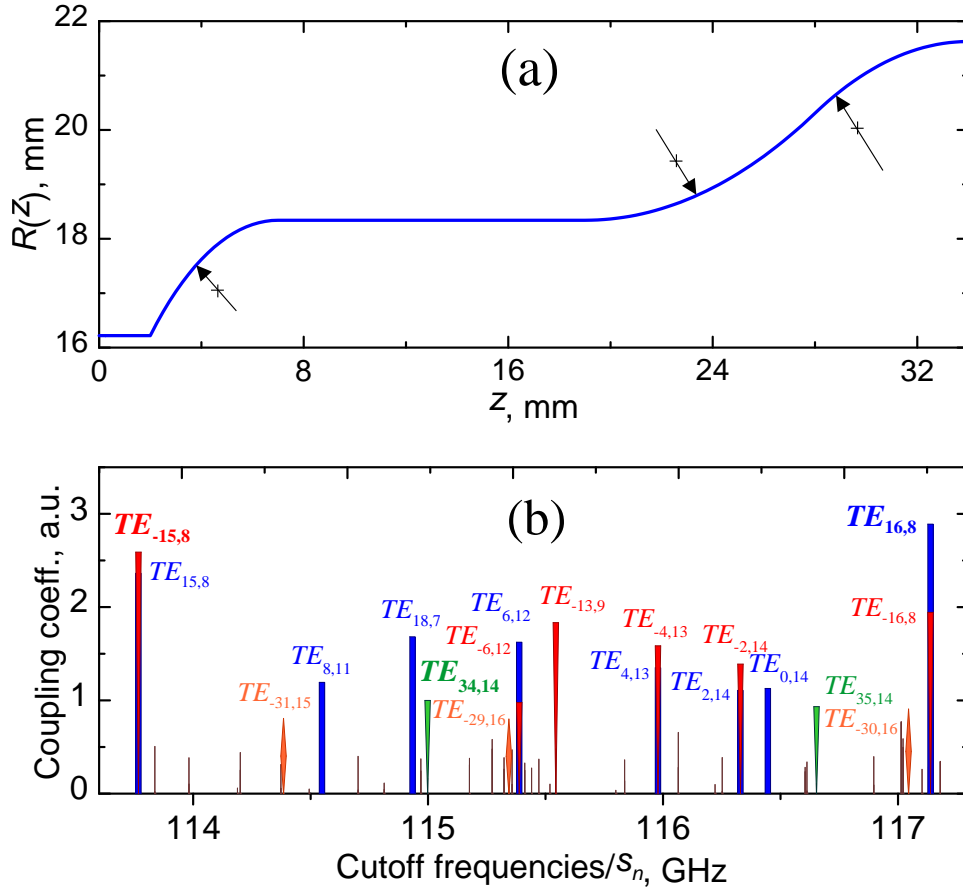 22
(a)
20
R(z), mm
18
16
0
8
16
24
32
z, mm
(b)
3
Coupling coeff., a.u.
2
1
0
TE-15,8
TE15,8
TE16,8
TE18,7
TE6,12
TE-13,9
TE-4,13
TE-16,8
TE-6,12
TE-2,14
TE8,11
TE34,14
TE4,13
TE0,14
TE2,14
TE-31,15
TE-29,16
TE35,14
TE-30,16
114
115
116
117
Cutoff frequencies/sn, GHz